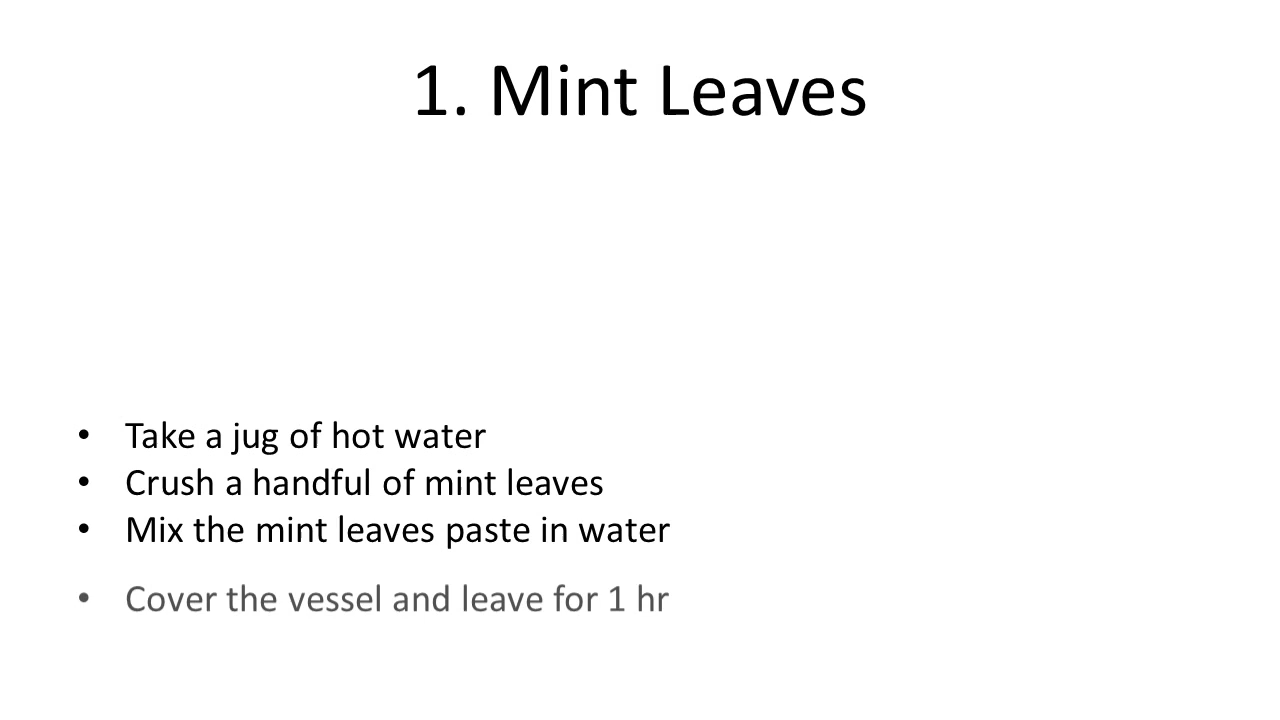 1. Mint Leaves
• Take a jug of hot water
• Crush a handful of mint leaves
• Mix the mint leaves paste in water
• Cover the vessel and leave for 1 hr